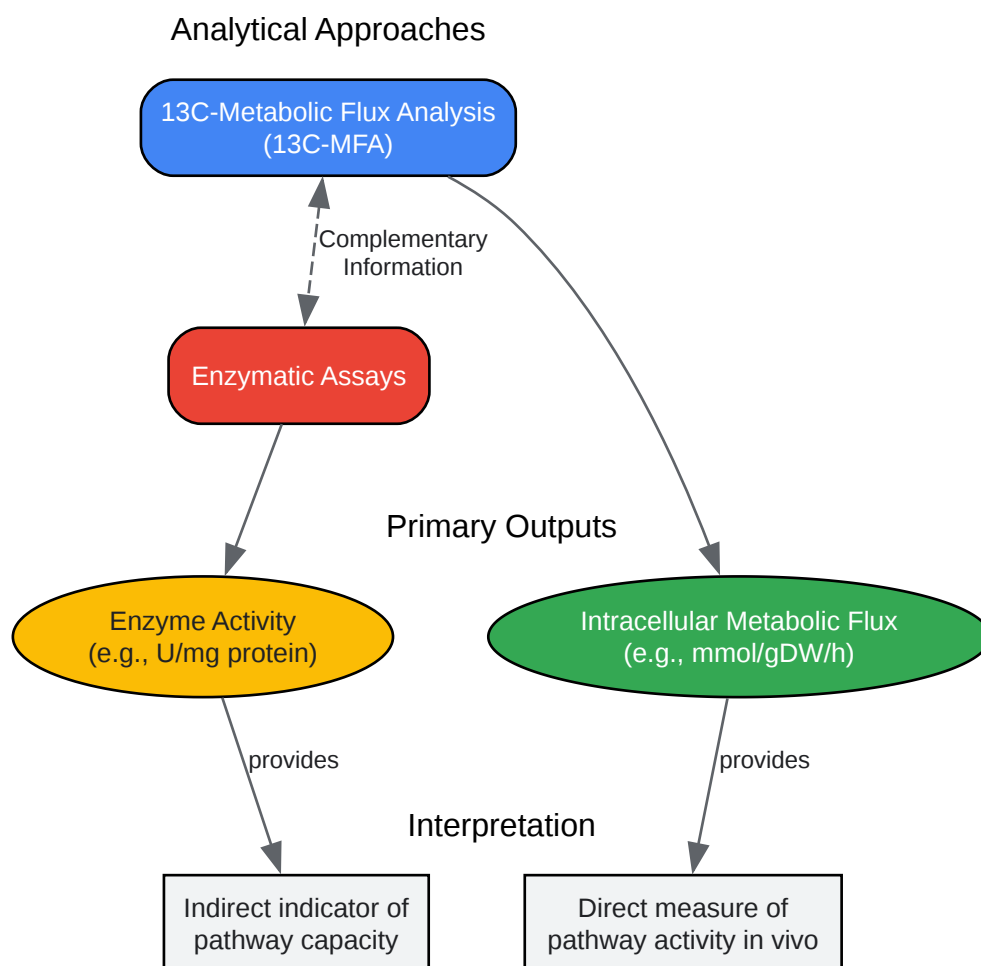 Analytical Approaches
13C-Metabolic Flux Analysis
(13C-MFA)
Complementary
Information
Enzymatic Assays
Primary Outputs
Enzyme Activity
(e.g., U/mg protein)
Intracellular Metabolic Flux
(e.g., mmol/gDW/h)
provides
provides
Interpretation
Indirect indicator of
pathway capacity
Direct measure of
pathway activity in vivo